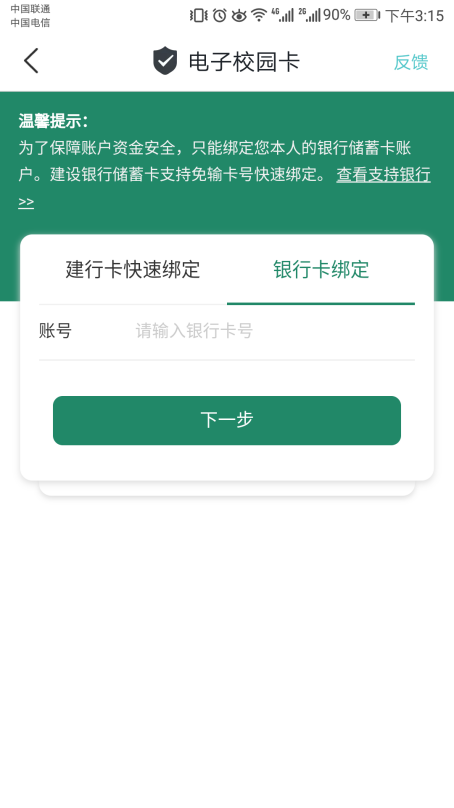 中国联通
中国电信
4G 2G 90% 下午3:15
电子校园卡
反馈
温馨提示：
为了保障账户资金安全，只能绑定您本人的银行储蓄卡账
户。建设银行储蓄卡支持免输卡号快速绑定。 查看支持银行
>>
建行卡快速绑定 银行卡绑定
账号 请输入银行卡号
下一步